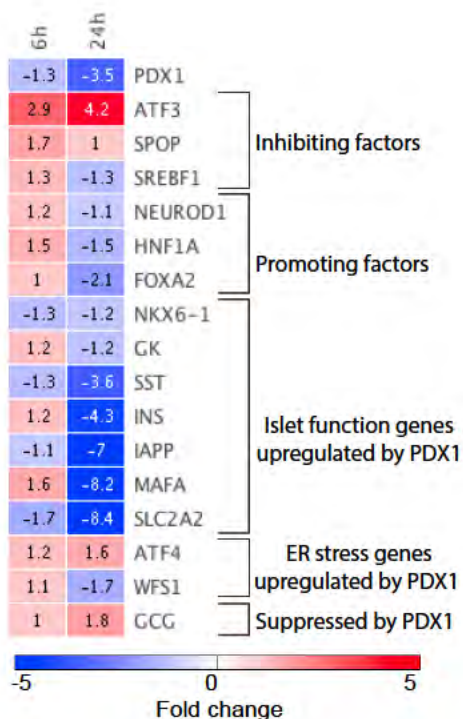 6h 24h
-1.3 -3.5 PDX1
2.9 4.2 ATF3
1.7 1 SPOP
1.3 -1.3 SREBF1
Inhibiting factors
1.2 -1.1 NEUROD1
1.5 -1.5 HNF1A
1 -2.1 FOXA2
Promoting factors
-1.3 -1.2 NKX6-1
1.2 -1.2 GK
-1.3 -3.6 SST
1.2 -4.3 INS
-1.1 -7 IAPP
1.6 -8.2 MAFA
-1.7 -8.4 SLC2A2
Islet function genes
upregulated by PDX1
1.2 1.6 ATF4
1.1 -1.7 WFS1
ER stress genes
upregulated by PDX1
1 1.8 GCG
Suppressed by PDX1
-5 0 5
Fold change